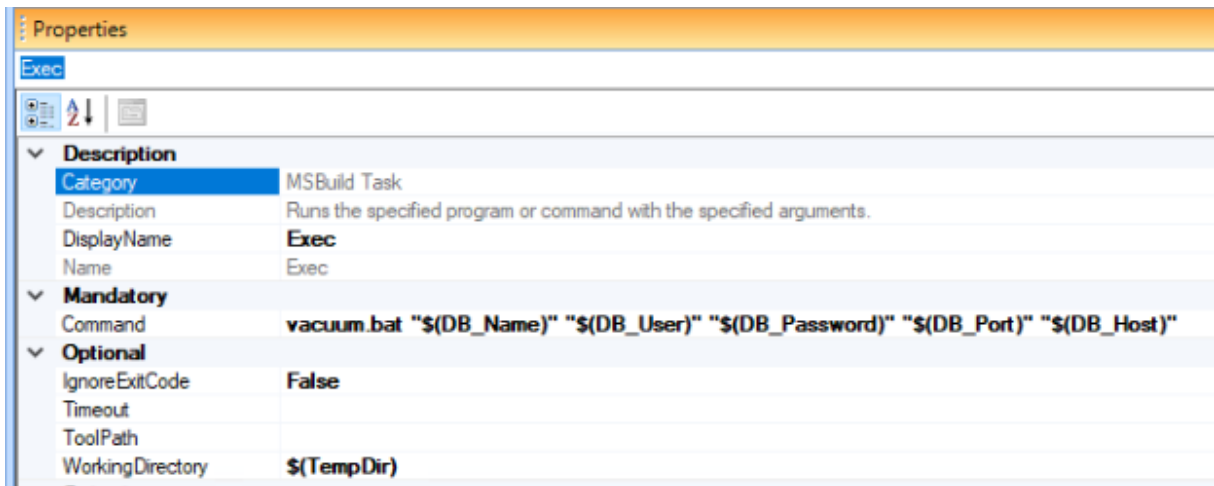 Properties
Exec
Description
Category MSBuild Task
Description Runs the specified program or command with the specified arguments.
DisplayName Exec
Name Exec
Mandatory
Command vacuum.bat "$(DB_Name)" "$(DB_User)" "$(DB_Password)" "$(DB_Port)" "$(DB_Host)"
Optional
IgnoreExitCode False
Timeout
ToolPath
WorkingDirectory $(TempDir)